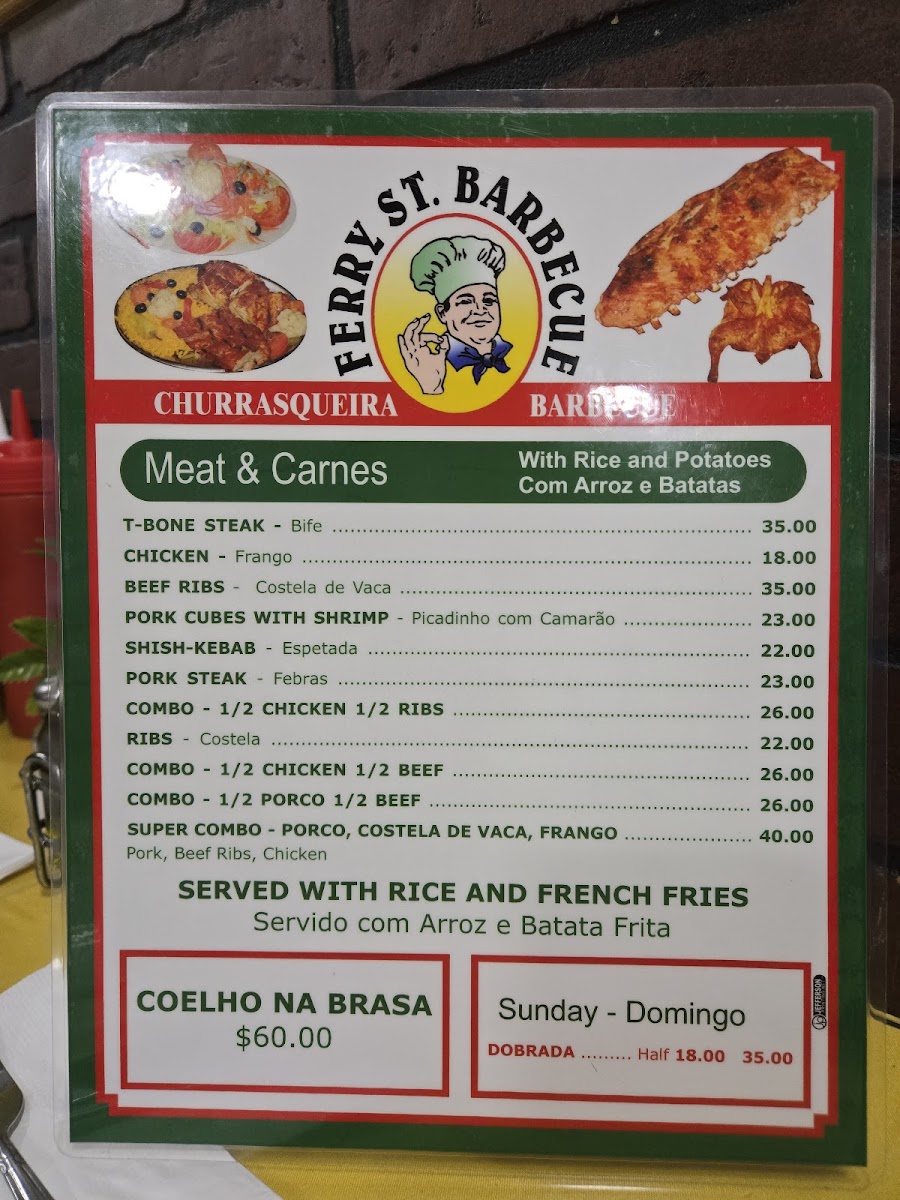 FERRY ST. BARBECUE
CHURRASQUEIRA BARBECUE
Meat & Carnes
With Rice and Potatoes
Com Arroz e Batatas
T-BONE STEAK - Bife ........................................ 35.00
CHICKEN - Frango ........................................ 18.00
BEEF RIBS - Costela de Vaca ........................................ 35.00
PORK CUBES WITH SHRIMP - Picadinho com Camarão .................... 23.00
SHISH-KEBAB - Espetada ........................................ 22.00
PORK STEAK - Febras ........................................ 23.00
COMBO - 1/2 CHICKEN 1/2 RIBS ........................................ 26.00
RIBS - Costela ........................................ 22.00
COMBO - 1/2 CHICKEN 1/2 BEEF ........................................ 26.00
COMBO - 1/2 PORCO 1/2 BEEF ........................................ 26.00
SUPER COMBO - PORCO, COSTELA DE VACA, FRANGO .................... 40.00
Pork, Beef Ribs, Chicken
SERVED WITH RICE AND FRENCH FRIES
Servido com Arroz e Batata Frita
COELHO NA BRASA
$60.00
Sunday - Domingo
DOBRADA ......... Half 18.00 35.00
JEFFERSON